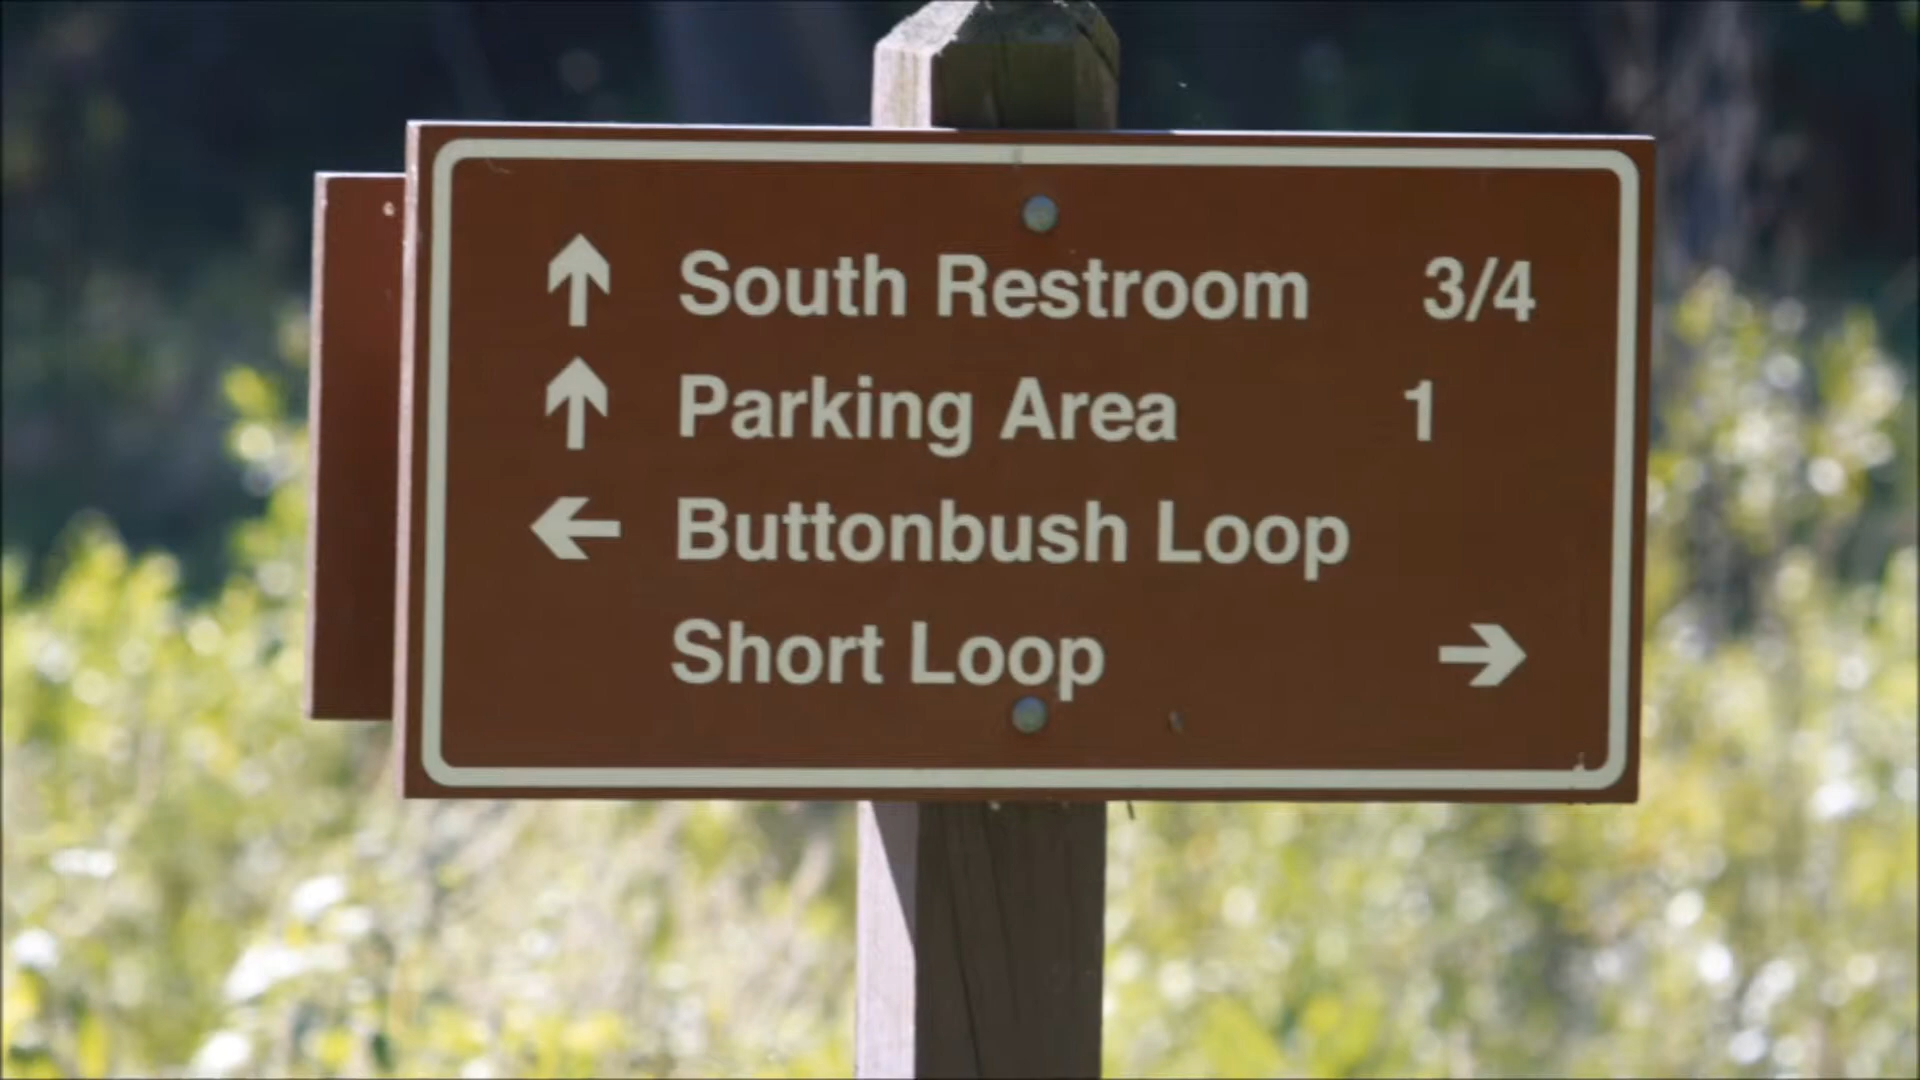 ↑ South Restroom 3/4
↑ Parking Area 1
← Buttonbush Loop
Short Loop →